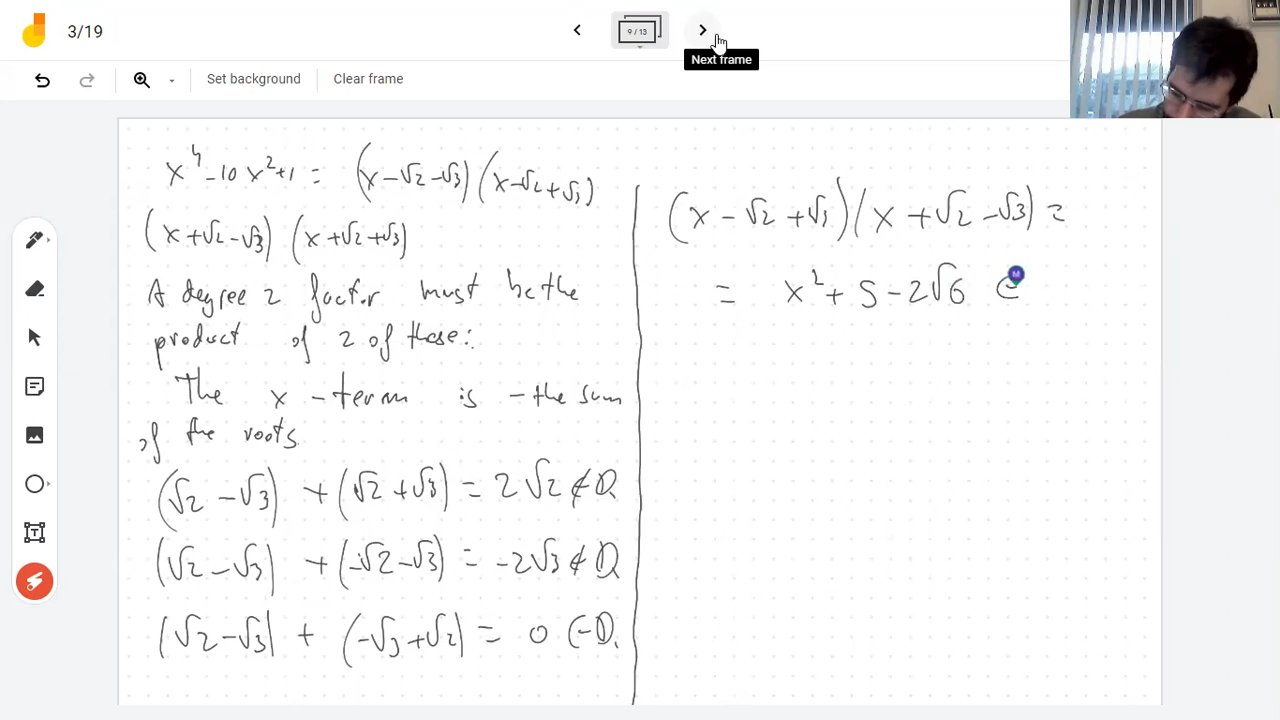 3/19
9 / 13
Next frame
Set background
Clear frame
x⁴ -10 x² +1 = (x-√2-√3)(x-√2+√3)
(x+√2-√3) (x+√2+√3)
A degree 2 factor must be the
product of 2 of these:
The x -term is - the sum
of the roots
(√2 - √3) + (√2 + √3) = 2√2 ∉ Q
(√2 - √3) + (-√2 - √3) = -2√3 ∉ Q
(√2 - √3) + (-√3 + √2) = 0 ∈ Q
(x - √2 + √3)(x + √2 - √3) =
= x² + 5 - 2√6 e
M
T